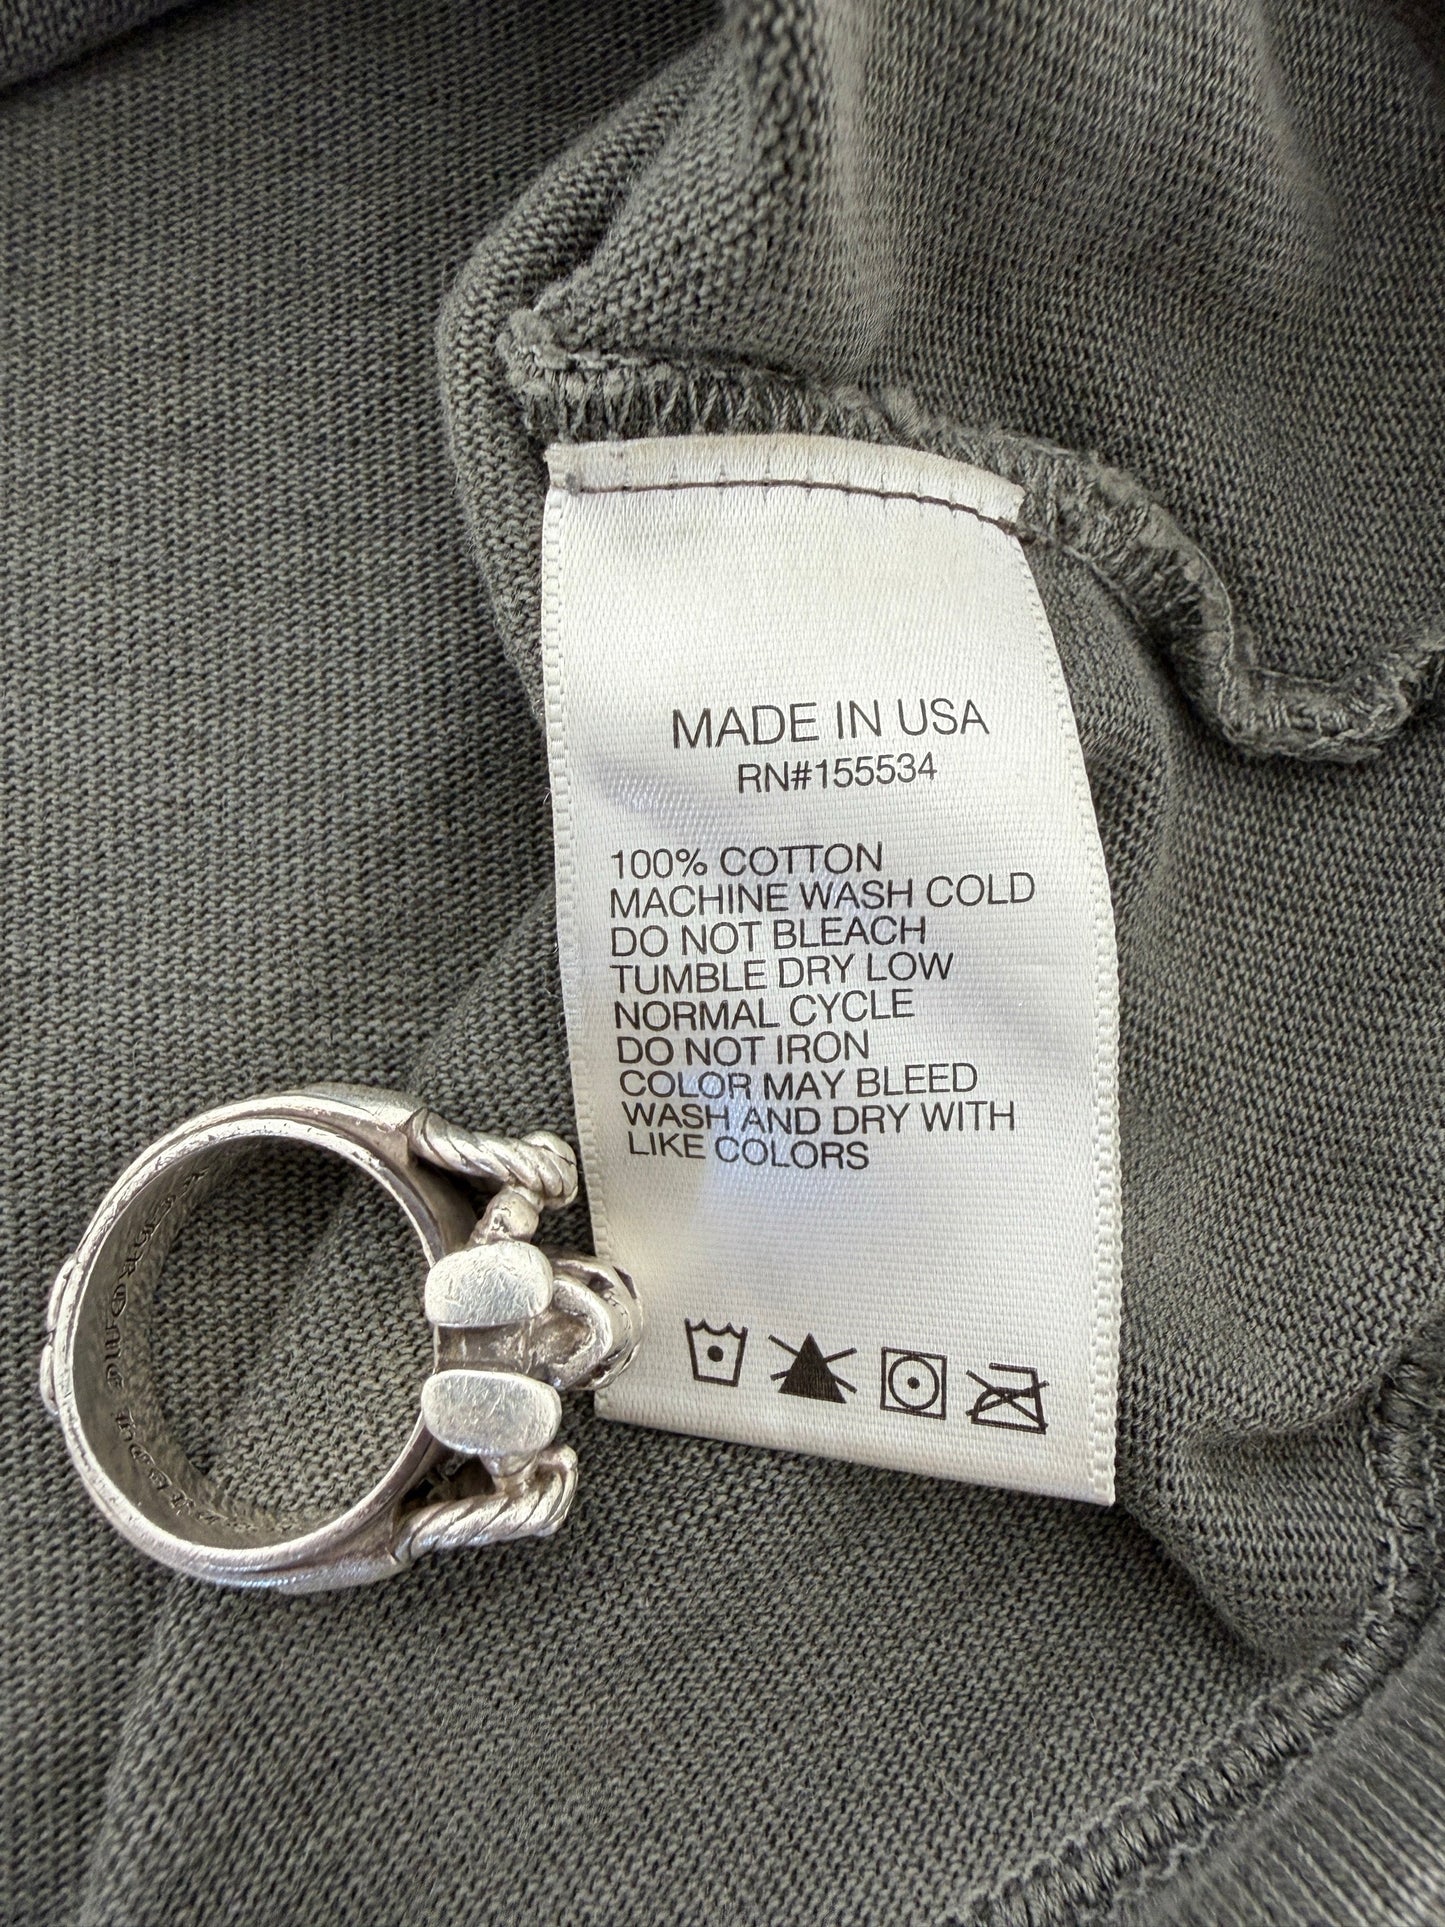 MADE IN USA
RN#155534
100% COTTON
MACHINE WASH COLD
DO NOT BLEACH
TUMBLE DRY LOW
NORMAL CYCLE
DO NOT IRON
COLOR MAY BLEED
WASH AND DRY WITH
LIKE COLORS